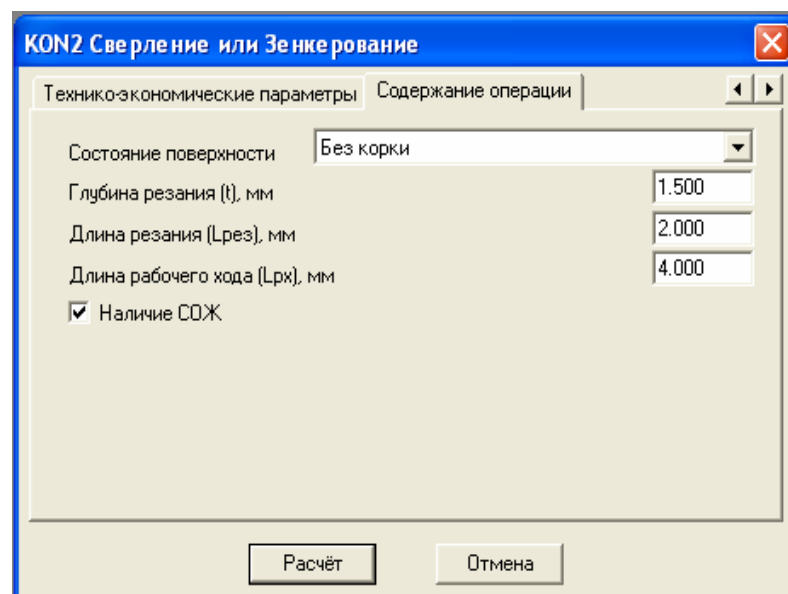 KON2 Сверление или Зенкерование
Технико-экономические параметры Содержание операции
Состояние поверхности Без корки
Глубина резания (t), мм 1.500
Длина резания (Lрез), мм 2.000
Длина рабочего хода (Lрх), мм 4.000
Наличие СОЖ
Расчёт Отмена